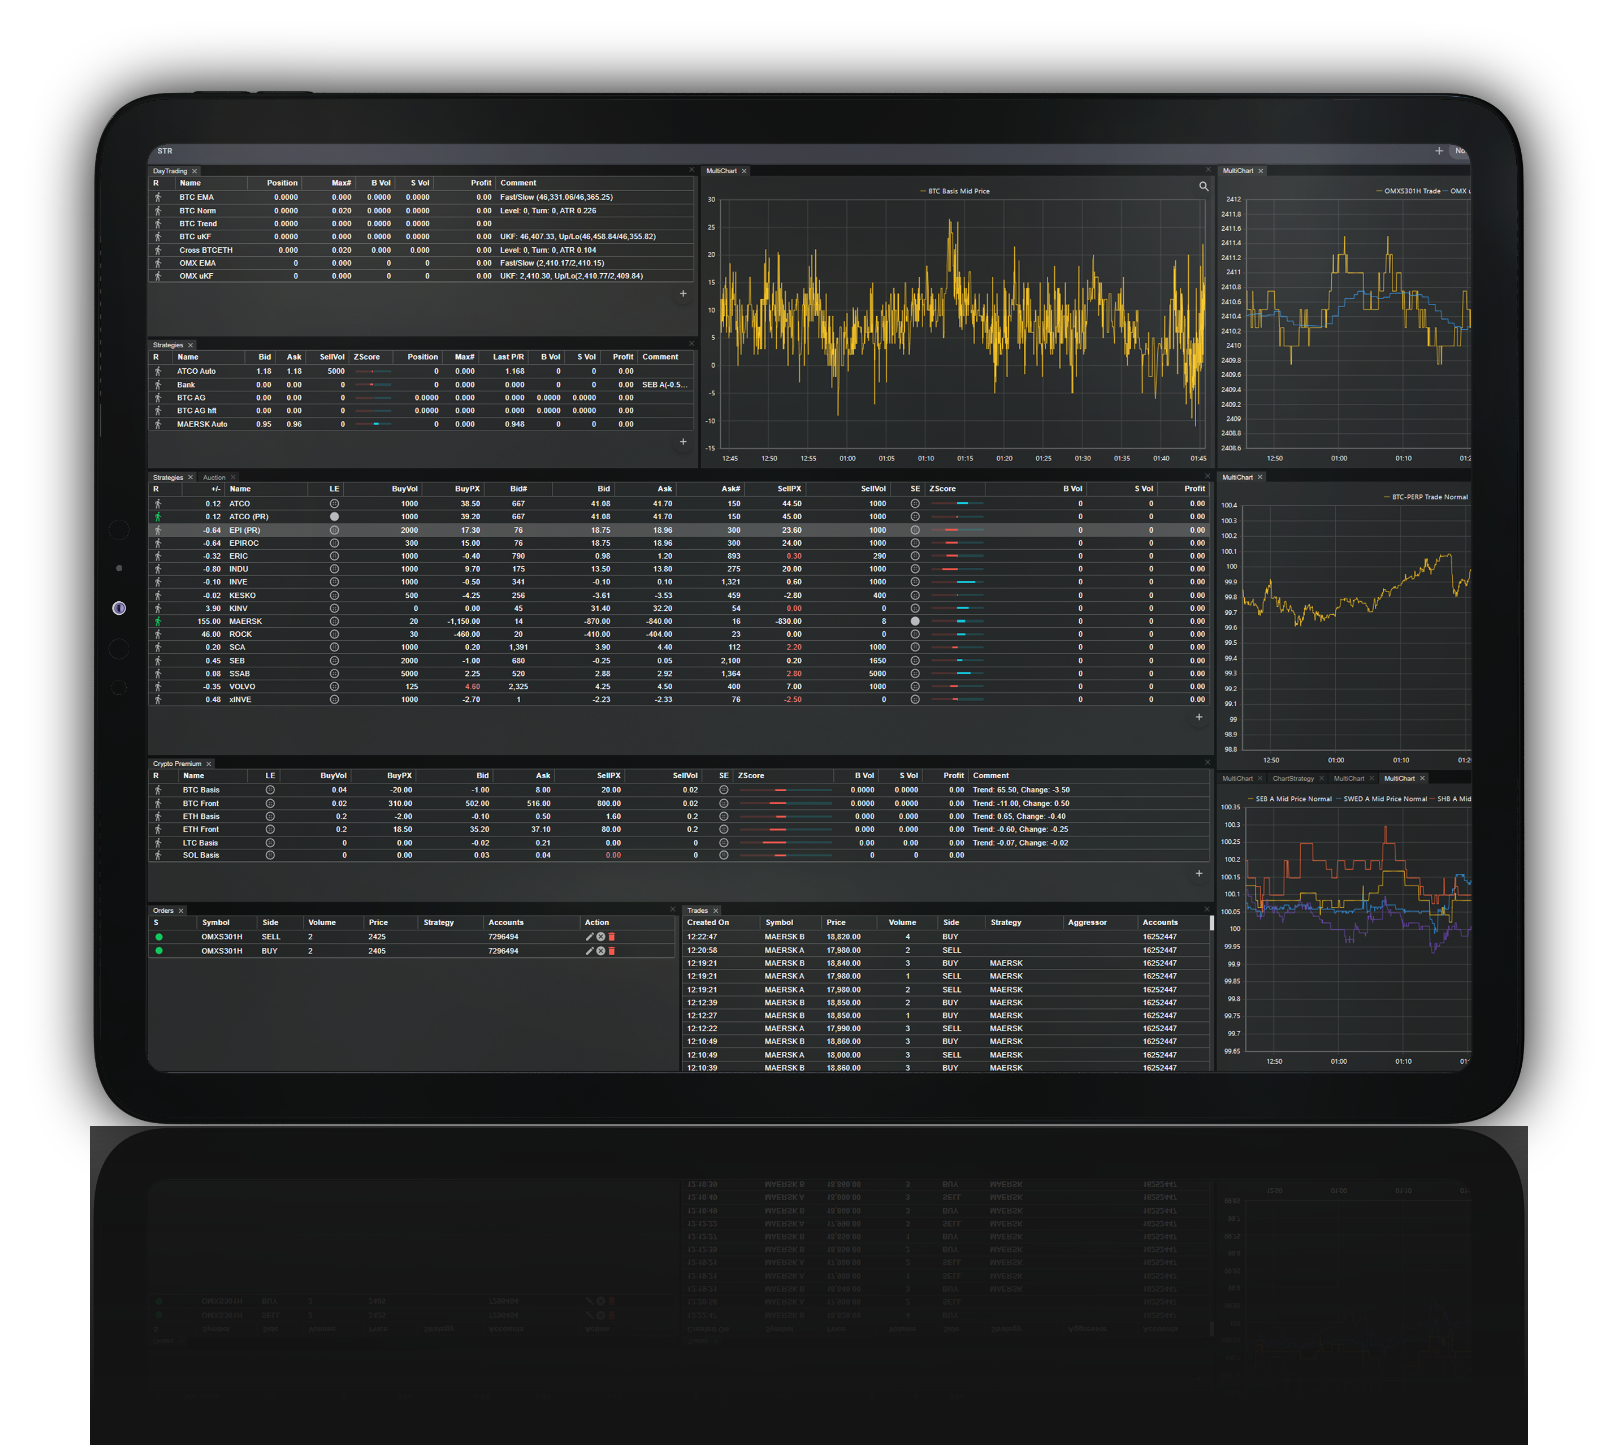 STR
+ No
DayTrading ×
R Name Position Max# B Vol S Vol Profit Comment
BTC EMA 0.0000 0.000 0.0000 0.0000 0.00 Fast/Slow (46,331.06/46,365.25)
BTC Norm 0.0000 0.020 0.0000 0.0000 0.00 Level: 0, Turn: 0, ATR 0.226
BTC Trend 0.0000 0.000 0.0000 0.0000 0.00
BTC uKF 0.0000 0.000 0.0000 0.0000 0.00 UKF: 46,407.33, Up/Lo(46,458.84/46,355.82)
Cross BTCETH 0.000 0.020 0.000 0.000 0.00 Level: 0, Turn: 0, ATR 0.104
OMX EMA 0 0.000 0 0 0.00 Fast/Slow (2,410.17/2,410.15)
OMX uKF 0 0.000 0 0 0.00 UKF: 2,410.30, Up/Lo(2,410.77/2,409.84)
+
Strategies ×
R Name Bid Ask SellVol ZScore Position Max# Last P/R B Vol S Vol Profit Comment
ATCO Auto 1.18 1.18 5000 0 0.000 1.168 0 0 0.00
Bank 0.00 0.00 0 0 0.000 0.000 0 0 0.00 SEB A(-0.5...
BTC AG 0.00 0.00 0 0.0000 0.000 0.000 0.0000 0.0000 0.00
BTC AG hft 0.00 0.00 0 0.0000 0.000 0.000 0.0000 0.0000 0.00
MAERSK Auto 0.95 0.96 0 0 0.000 0.948 0 0 0.00
+
MultiChart ×
BTC Basis Mid Price
30
25
20
15
10
5
0
-5
-10
-15
12:45 12:50 12:55 01:00 01:05 01:10 01:15 01:20 01:25 01:30 01:35 01:40 01:45
MultiChart ×
OMXS301H Trade OMX u
2412
2411.8
2411.6
2411.4
2411.2
2411
2410.8
2410.6
2410.4
2410.2
2410
2409.8
2409.6
2409.4
2409.2
2409
2408.8
2408.6
12:50 01:00 01:10 01:2
Strategies × Auction ×
R +/- Name LE BuyVol BuyPX Bid# Bid Ask Ask# SellPX SellVol SE ZScore B Vol S Vol Profit
0.12 ATCO 1000 38.50 667 41.08 41.70 150 44.50 1000 0 0 0.00
0.12 ATCO (PR) 1000 39.20 667 41.08 41.70 150 45.00 1000 0 0 0.00
-0.64 EPI (PR) 2000 17.30 76 18.75 18.96 300 23.60 1000 0 0 0.00
-0.64 EPIROC 300 15.00 76 18.75 18.96 300 24.00 1000 0 0 0.00
-0.32 ERIC 1000 -0.40 790 0.98 1.20 893 0.30 290 0 0 0.00
-0.80 INDU 1000 9.70 175 13.50 13.80 275 20.00 1000 0 0 0.00
-0.10 INVE 1000 -0.50 341 -0.10 0.10 1,321 0.60 1000 0 0 0.00
-0.02 KESKO 500 -4.25 256 -3.61 -3.53 459 -2.80 400 0 0 0.00
3.90 KINV 0 0.00 45 31.40 32.20 54 0.00 0 0 0 0.00
155.00 MAERSK 20 -1,150.00 14 -870.00 -840.00 16 -830.00 8 0 0 0.00
46.00 ROCK 30 -460.00 20 -410.00 -404.00 23 0.00 0 0 0 0.00
0.20 SCA 1000 0.20 1,391 3.90 4.40 112 2.20 1000 0 0 0.00
0.45 SEB 2000 -1.00 680 -0.25 0.05 2,100 0.20 1650 0 0 0.00
0.08 SSAB 5000 2.25 520 2.88 2.92 1,364 2.80 5000 0 0 0.00
-0.35 VOLVO 125 4.60 2,325 4.25 4.50 400 7.00 1000 0 0 0.00
0.48 xINVE 1000 -2.70 1 -2.23 -2.33 76 -2.50 0 0 0 0.00
+
MultiChart ×
BTC-PERP Trade Normal
100.4
100.3
100.2
100.1
100
99.9
99.8
99.7
99.6
99.5
99.4
99.3
99.2
99.1
99
98.9
98.8
12:50 01:00 01:10 01:2
Crypto Premium ×
R Name LE BuyVol BuyPX Bid Ask SellPX SellVol SE ZScore B Vol S Vol Profit Comment
BTC Basis 0.04 -20.00 -1.00 8.00 20.00 0.02 0.0000 0.0000 0.00 Trend: 65.50, Change: -3.50
BTC Front 0.02 310.00 502.00 516.00 800.00 0.02 0.0000 0.0000 0.00 Trend: -11.00, Change: 0.50
ETH Basis 0.2 -2.00 -0.10 0.50 1.60 0.2 0.000 0.000 0.00 Trend: 0.65, Change: -0.40
ETH Front 0.2 18.50 35.20 37.10 80.00 0.2 0.000 0.000 0.00 Trend: -0.60, Change: -0.25
LTC Basis 0 0.00 -0.02 0.21 0.00 0 0.00 0.00 0.00 Trend: -0.07, Change: -0.02
SOL Basis 0 0.00 0.03 0.04 0.00 0 0 0 0.00
+
MultiChart × ChartStrategy × MultiChart × MultiChart ×
SEB A Mid Price Normal SWED A Mid Price Normal SHB A Mid
100.35
100.3
100.25
100.2
100.15
100.1
100.05
100
99.95
99.9
99.85
99.8
99.75
99.7
99.65
12:50 01:00 01:10 01:
Orders ×
S Symbol Side Volume Price Strategy Accounts Action
OMXS301H SELL 2 2425 7296494
OMXS301H BUY 2 2405 7296494
Trades ×
Created On Symbol Price Volume Side Strategy Aggressor Accounts
12:22:47 MAERSK B 18,820.00 4 BUY 16252447
12:20:58 MAERSK A 17,980.00 2 SELL 16252447
12:19:21 MAERSK B 18,840.00 3 BUY MAERSK 16252447
12:19:21 MAERSK A 17,980.00 1 SELL MAERSK 16252447
12:19:21 MAERSK A 17,980.00 2 SELL MAERSK 16252447
12:12:39 MAERSK B 18,850.00 2 BUY MAERSK 16252447
12:12:27 MAERSK B 18,850.00 1 BUY MAERSK 16252447
12:12:22 MAERSK A 17,990.00 3 SELL MAERSK 16252447
12:10:49 MAERSK B 18,860.00 3 BUY MAERSK 16252447
12:10:49 MAERSK A 18,000.00 3 SELL MAERSK 16252447
12:10:39 MAERSK B 18,860.00 3 BUY MAERSK 16252447